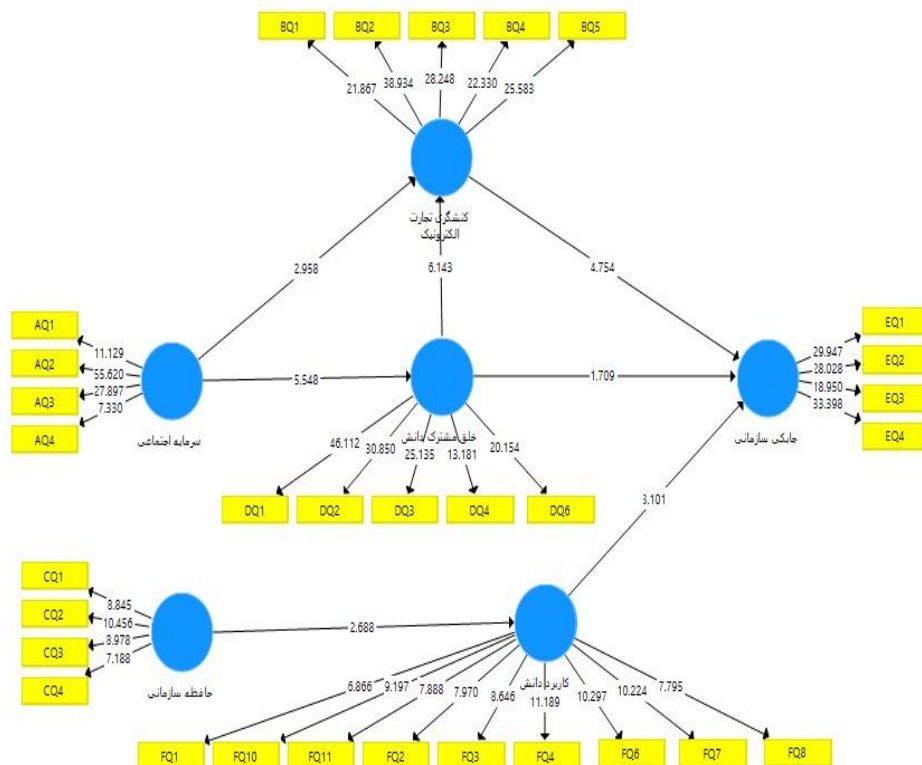 BQ1
BQ2
BQ3
BQ4
BQ5
21.867
38.934
28.248
22.330
25.583
کنشگری تجارت
الکترونیک
2.958
6.143
4.754
AQ1
AQ2
AQ3
AQ4
11.129
55.620
27.897
7.330
سرمایه اجتماعی
5.548
خلق مشترک دانش
1.709
EQ1
EQ2
EQ3
EQ4
29.947
28.028
18.950
33.398
چابکی سازمانی
46.112
30.850
25.135
13.181
20.154
DQ1
DQ2
DQ3
DQ4
DQ6
3.101
CQ1
CQ2
CQ3
CQ4
8.845
10.456
8.978
7.188
حافظه سازمانی
2.688
کاربرد دانش
6.866
9.197
7.888
7.970
8.646
11.189
10.297
10.224
7.795
FQ1
FQ10
FQ11
FQ2
FQ3
FQ4
FQ6
FQ7
FQ8